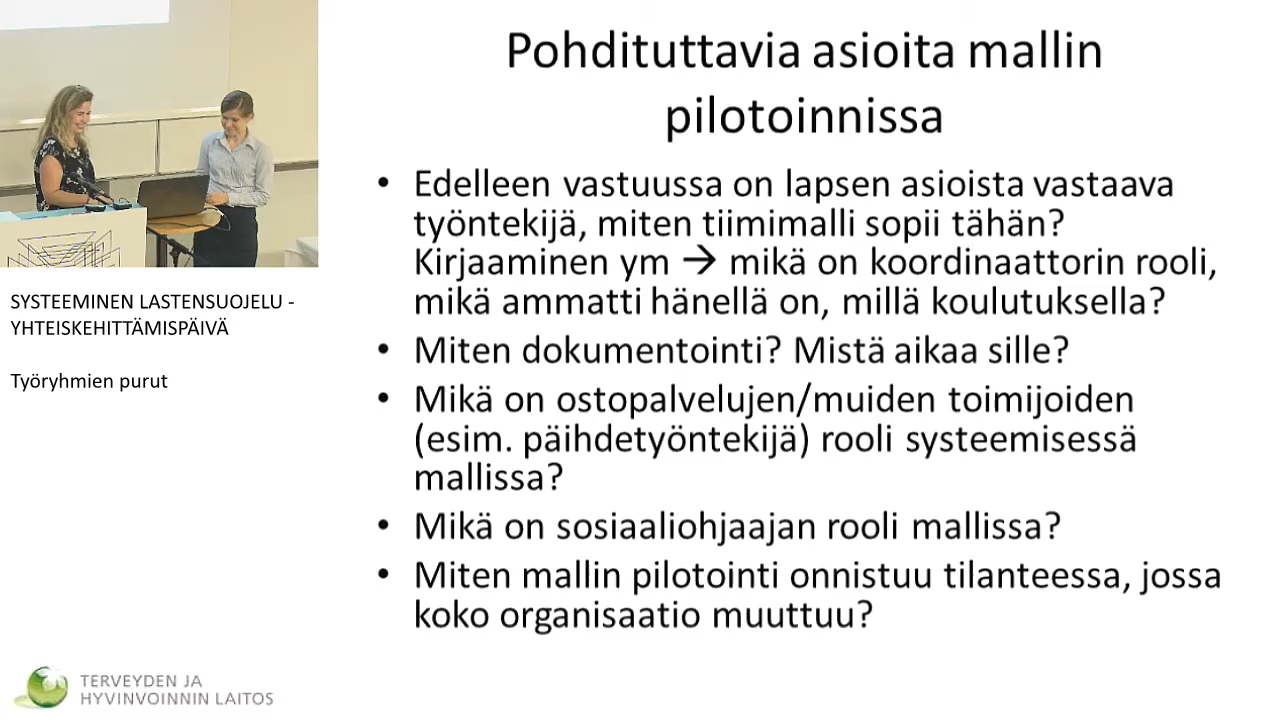 Pohdituttavia asioita mallin
pilotoinnissa
• Edelleen vastuussa on lapsen asioista vastaava
työntekijä, miten tiimimalli sopii tähän?
Kirjaaminen ym → mikä on koordinaattorin rooli,
mikä ammatti hänellä on, millä koulutuksella?
• Miten dokumentointi? Mistä aikaa sille?
• Mikä on ostopalvelujen/muiden toimijoiden
(esim. päihdetyöntekijä) rooli systeemisessä
mallissa?
• Mikä on sosiaaliohjaajan rooli mallissa?
• Miten mallin pilotointi onnistuu tilanteessa, jossa
koko organisaatio muuttuu?
SYSTEEMINEN LASTENSUOJELU -
YHTEISKEHITTÄMISPÄIVÄ
Työryhmien purut
TERVEYDEN JA
HYVINVOINNIN LAITOS